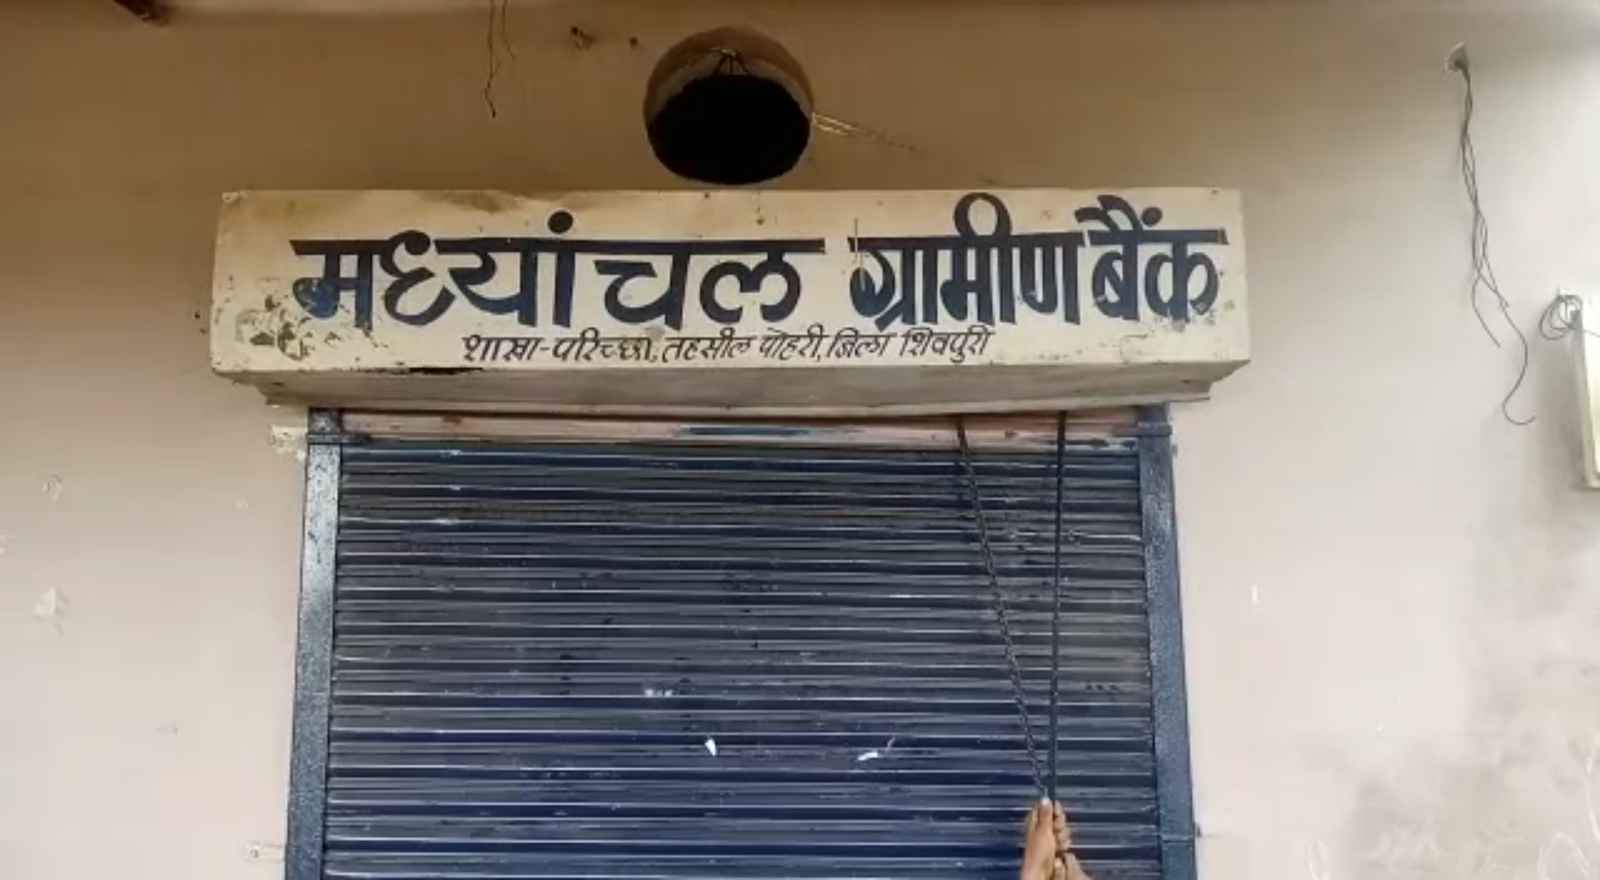 मध्यांचल ग्रामीण बैंक
शाखा-परिच्छा, तहसील पोहरी, जिला शिवपुरी